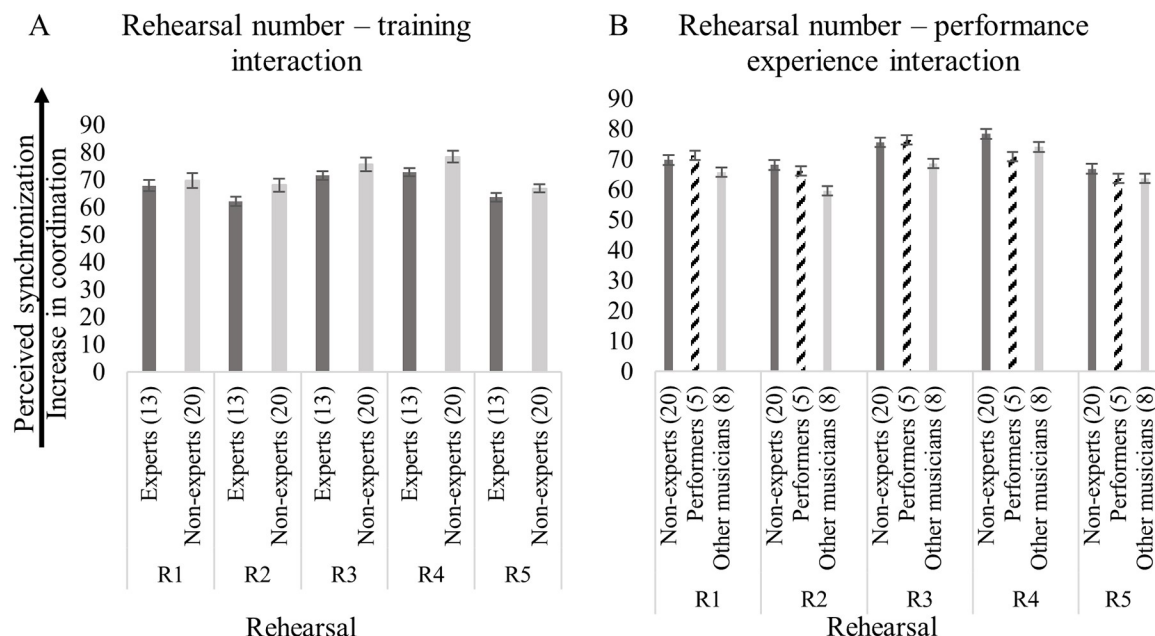 A
Rehearsal number – training
interaction
Perceived synchronization
Increase in coordination
90
80
70
60
50
40
30
20
10
0
Experts (13)
Non-experts (20)
Experts (13)
Non-experts (20)
Experts (13)
Non-experts (20)
Experts (13)
Non-experts (20)
Experts (13)
Non-experts (20)
R1
R2
R3
R4
R5
Rehearsal
B
Rehearsal number – performance
experience interaction
90
80
70
60
50
40
30
20
10
0
Non-experts (20)
Performers (5)
Other musicians (8)
Non-experts (20)
Performers (5)
Other musicians (8)
Non-experts (20)
Performers (5)
Other musicians (8)
Non-experts (20)
Performers (5)
Other musicians (8)
Non-experts (20)
Performers (5)
Other musicians (8)
R1
R2
R3
R4
R5
Rehearsal